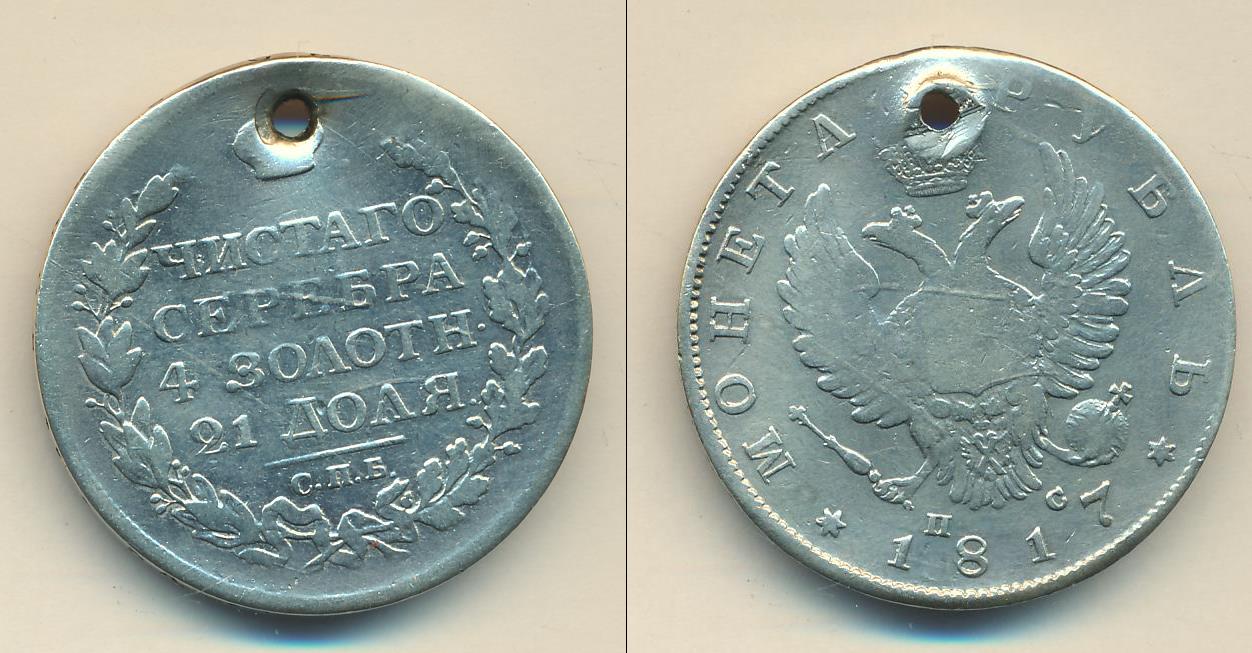 ЧИСТАГО
СЕРЕБРА
4 ЗОЛОТН.
21 ДОЛЯ.
С.П.Б.
МОНЕТА РУБЛЬ
П С
1817